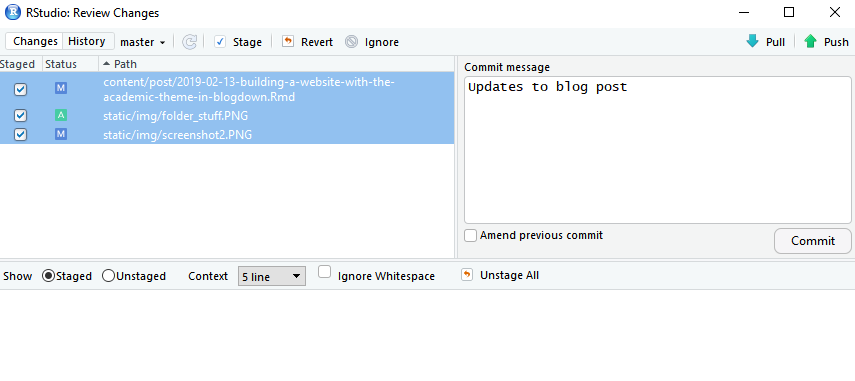 RStudio: Review Changes
Changes History master Stage Revert Ignore Pull Push
Staged Status Path
M content/post/2019-02-13-building-a-website-with-the-
academic-theme-in-blogdown.Rmd
A static/img/folder_stuff.PNG
M static/img/screenshot2.PNG
Commit message
Updates to blog post
Amend previous commit
Commit
Show Staged Unstaged Context 5 line Ignore Whitespace Unstage All